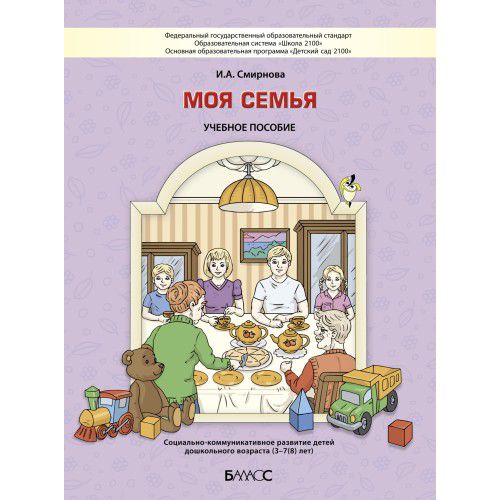 Федеральный государственный образовательный стандарт
Образовательная система «Школа 2100»
Основная образовательная программа «Детский сад 2100»
И.А. Смирнова
МОЯ СЕМЬЯ
УЧЕБНОЕ ПОСОБИЕ
Социально-коммуникативное развитие детей
дошкольного возраста (3–7(8) лет)
БАЛАСС